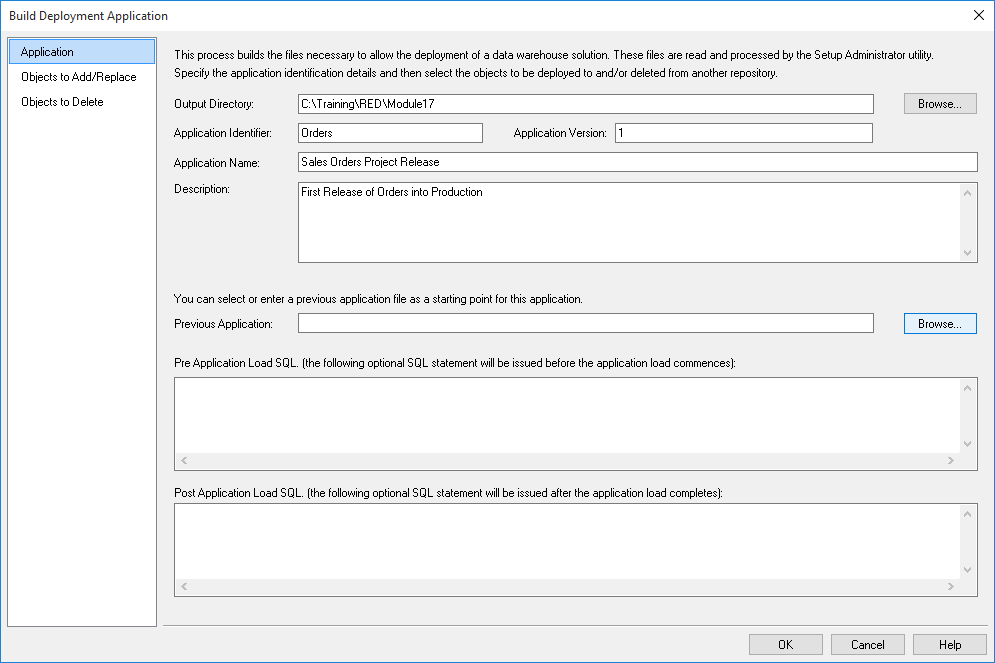 Build Deployment Application
Application
Objects to Add/Replace
Objects to Delete
This process builds the files necessary to allow the deployment of a data warehouse solution. These files are read and processed by the Setup Administrator utility.
Specify the application identification details and then select the objects to be deployed to and/or deleted from another repository.
Output Directory: C:\Training\RED\Module17 Browse...
Application Identifier: Orders Application Version: 1
Application Name: Sales Orders Project Release
Description: First Release of Orders into Production
You can select or enter a previous application file as a starting point for this application.
Previous Application: Browse...
Pre Application Load SQL. (the following optional SQL statement will be issued before the application load commences):
Post Application Load SQL. (the following optional SQL statement will be issued after the application load completes):
OK Cancel Help